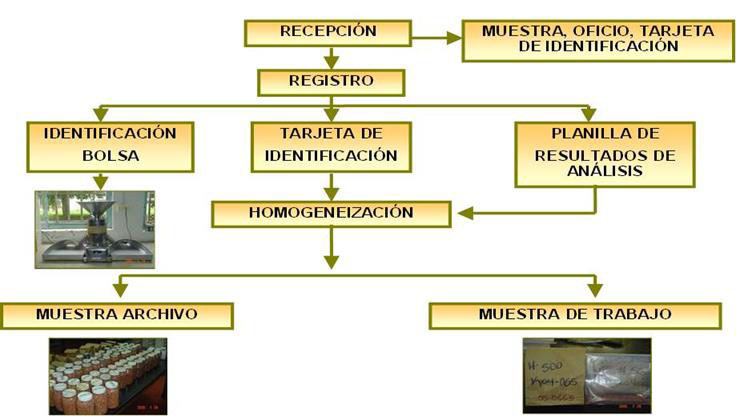 RECEPCIÓN
MUESTRA, OFICIO, TARJETA
DE IDENTIFICACIÓN
REGISTRO
IDENTIFICACIÓN
BOLSA
TARJETA DE
IDENTIFICACIÓN
PLANILLA DE
RESULTADOS DE
ANÁLISIS
HOMOGENEIZACIÓN
MUESTRA ARCHIVO
MUESTRA DE TRABAJO
H-500